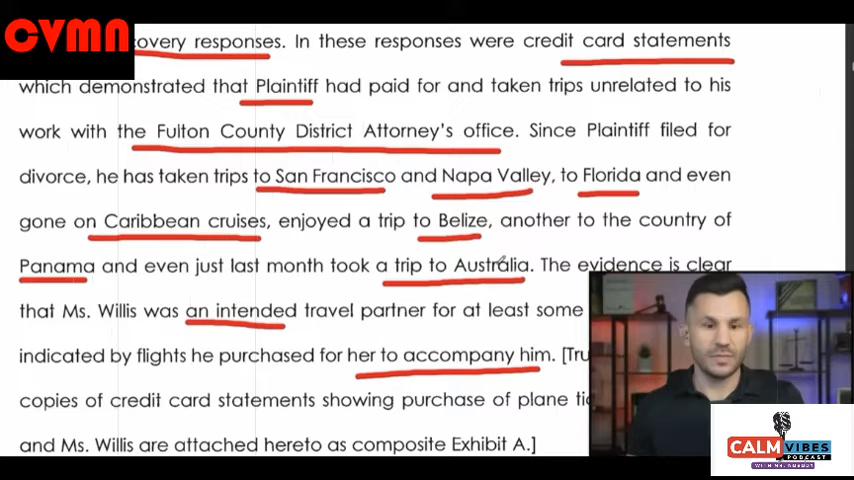 CVMN
covery responses. In these responses were credit card statements
which demonstrated that Plaintiff had paid for and taken trips unrelated to his
work with the Fulton County District Attorney's office. Since Plaintiff filed for
divorce, he has taken trips to San Francisco and Napa Valley, to Florida and even
gone on Caribbean cruises, enjoyed a trip to Belize, another to the country of
Panama and even just last month took a trip to Australia. The evidence is clear
that Ms. Willis was an intended travel partner for at least some
indicated by flights he purchased for her to accompany him. [Tru
copies of credit card statements showing purchase of plane tic
and Ms. Willis are attached hereto as composite Exhibit A.]
CALM VIBES
PODCAST
WITH MR. NOBODY